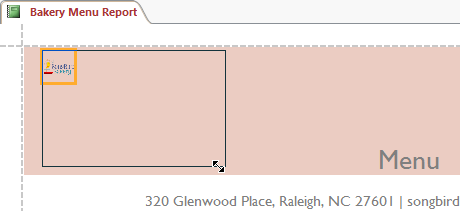 Bakery Menu Report
Menu
320 Glenwood Place, Raleigh, NC 27601 | songbird